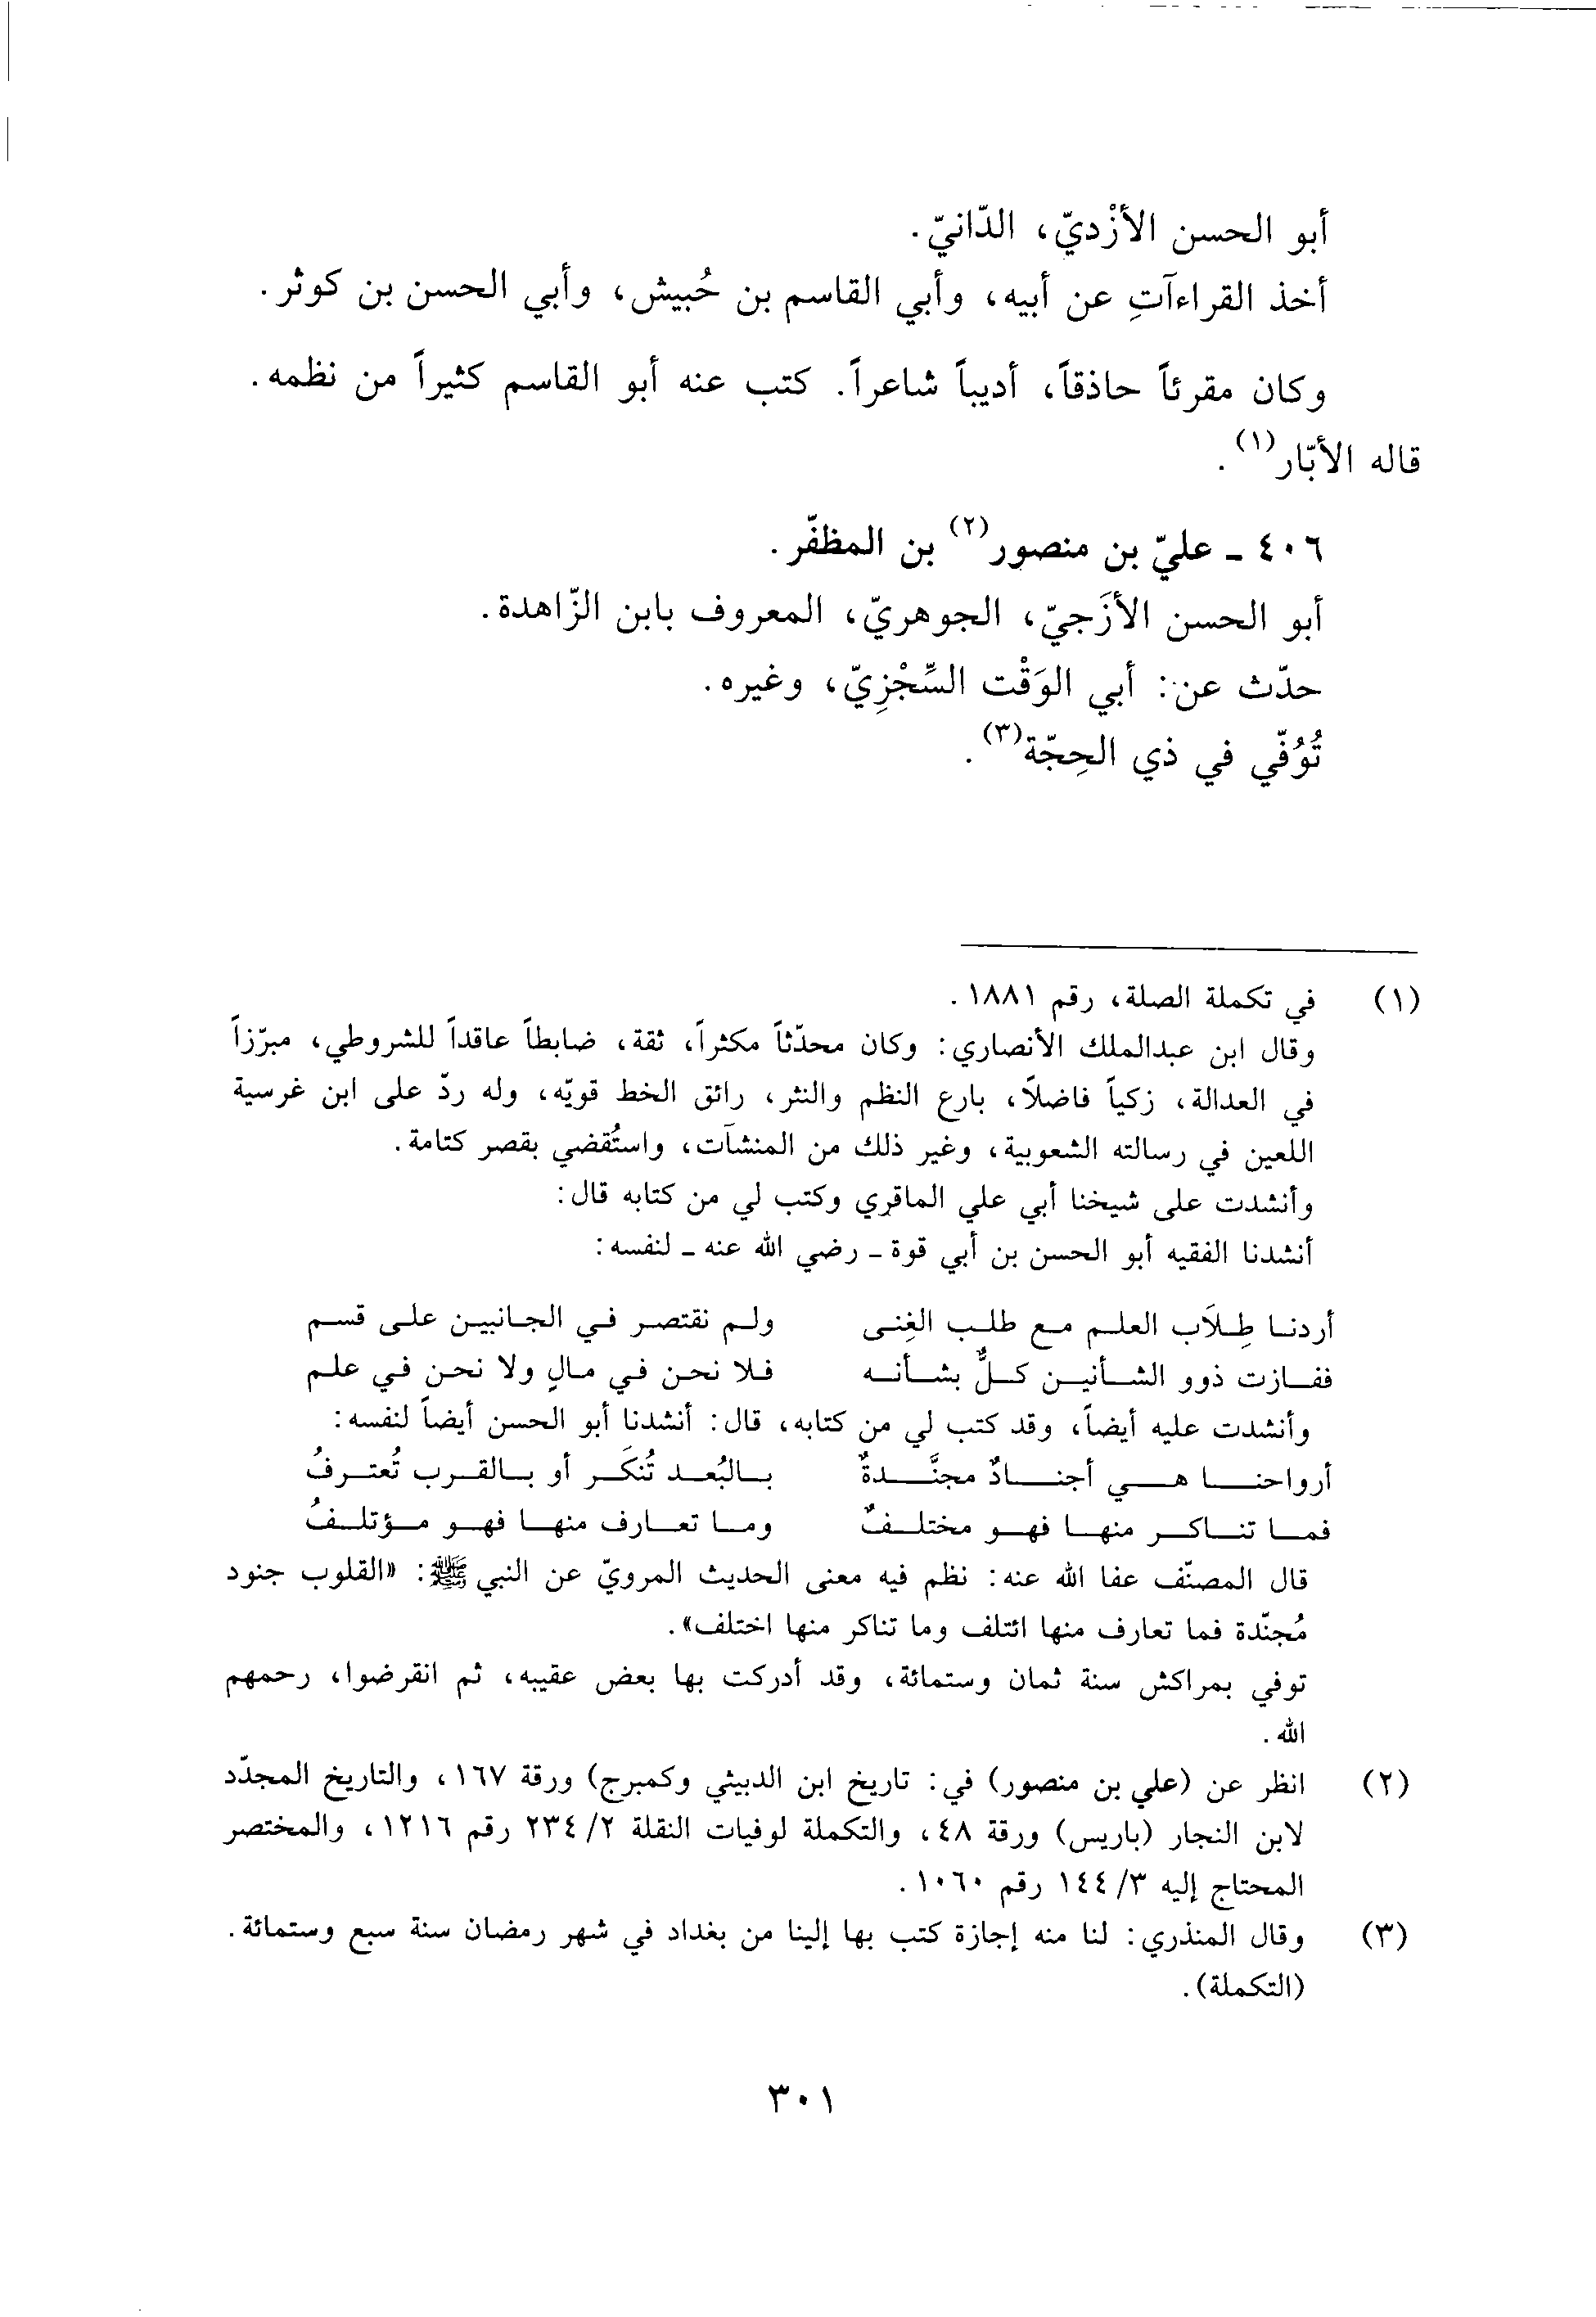 أبو الحسن الأزْديّ، الدّانيّ.
أخذ القراءآتِ عن أبيه، وأبي القاسم بن حُبيش، وأبي الحسن بن كوثر.
وكان مقرئاً حاذقاً، أديباً شاعراً. كتب عنه أبو القاسم كثيراً من نظمه.
قاله الأبّار(١).
٤٠٦ ـ عليّ بن منصور(٢) بن المظفّر.
أبو الحسن الأزَجيّ، الجوهريّ، المعروف بابن الزّاهدة.
حدّث عن: أبي الوَقْت السِّجْزِيّ، وغيره.
تُوُفّي في ذي الحِجّة(٣).
(١) في تكملة الصلة، رقم ١٨٨١.
وقال ابن عبدالملك الأنصاري: وكان محدّثاً مكثراً، ثقة، ضابطاً عاقداً للشروطي، مبرّزاً
في العدالة، زكياً فاضلاً، بارع النظم والنثر، رائق الخط قويّه، وله ردّ على ابن غرسية
اللعين في رسالته الشعوبية، وغير ذلك من المنشآت، واستُقضي بقصر كتامة.
وأنشدت على شيخنا أبي علي الماقري وكتب لي من كتابه قال:
أنشدنا الفقيه أبو الحسن بن أبي قوة ـ رضي الله عنه ـ لنفسه:
أردنا طِلَاب العلم مع طلب الغِنى ولم نقتصر في الجانبين على قسم
ففازت ذوو الشأنين كلٌّ بشأنه فلا نحن في مالٍ ولا نحن في علم
وأنشدت عليه أيضاً، وقد كتب لي من كتابه، قال: أنشدنا أبو الحسن أيضاً لنفسه:
أرواحنا هي أجنادٌ مجنَّدةٌ بالبُعد تُنكَر أو بالقرب تُعترفُ
فما تناكر منها فهو مختلفٌ وما تعارف منها فهو مؤتلفُ
قال المصنّف عفا الله عنه: نظم فيه معنى الحديث المرويّ عن النبي ﷺ: «القلوب جنود
مُجنّدة فما تعارف منها ائتلف وما تناكر منها اختلف».
توفي بمراكش سنة ثمان وستمائة، وقد أدركت بها بعض عقيبه، ثم انقرضوا، رحمهم
الله.
(٢) انظر عن (علي بن منصور) في: تاريخ ابن الدبيثي وكمبرج) ورقة ١٦٧، والتاريخ المجدّد
لابن النجار (باريس) ورقة ٤٨، والتكملة لوفيات النقلة ٢/٢٣٤ رقم ١٢١٦، والمختصر
المحتاج إليه ٣/١٤٤ رقم ١٠٦٠.
(٣) وقال المنذري: لنا منه إجازة كتب بها إلينا من بغداد في شهر رمضان سنة سبع وستمائة.
(التكملة).
٣٠١